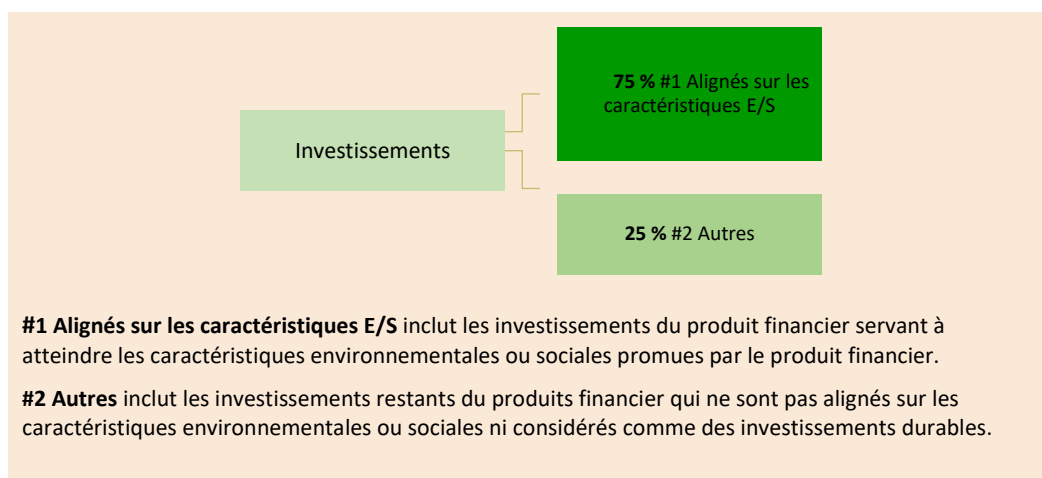 75 % #1 Alignés sur les
caractéristiques E/S
Investissements
25 % #2 Autres
#1 Alignés sur les caractéristiques E/S inclut les investissements du produit financier servant à
atteindre les caractéristiques environnementales ou sociales promues par le produit financier.
#2 Autres inclut les investissements restants du produits financier qui ne sont pas alignés sur les
caractéristiques environnementales ou sociales ni considérés comme des investissements durables.